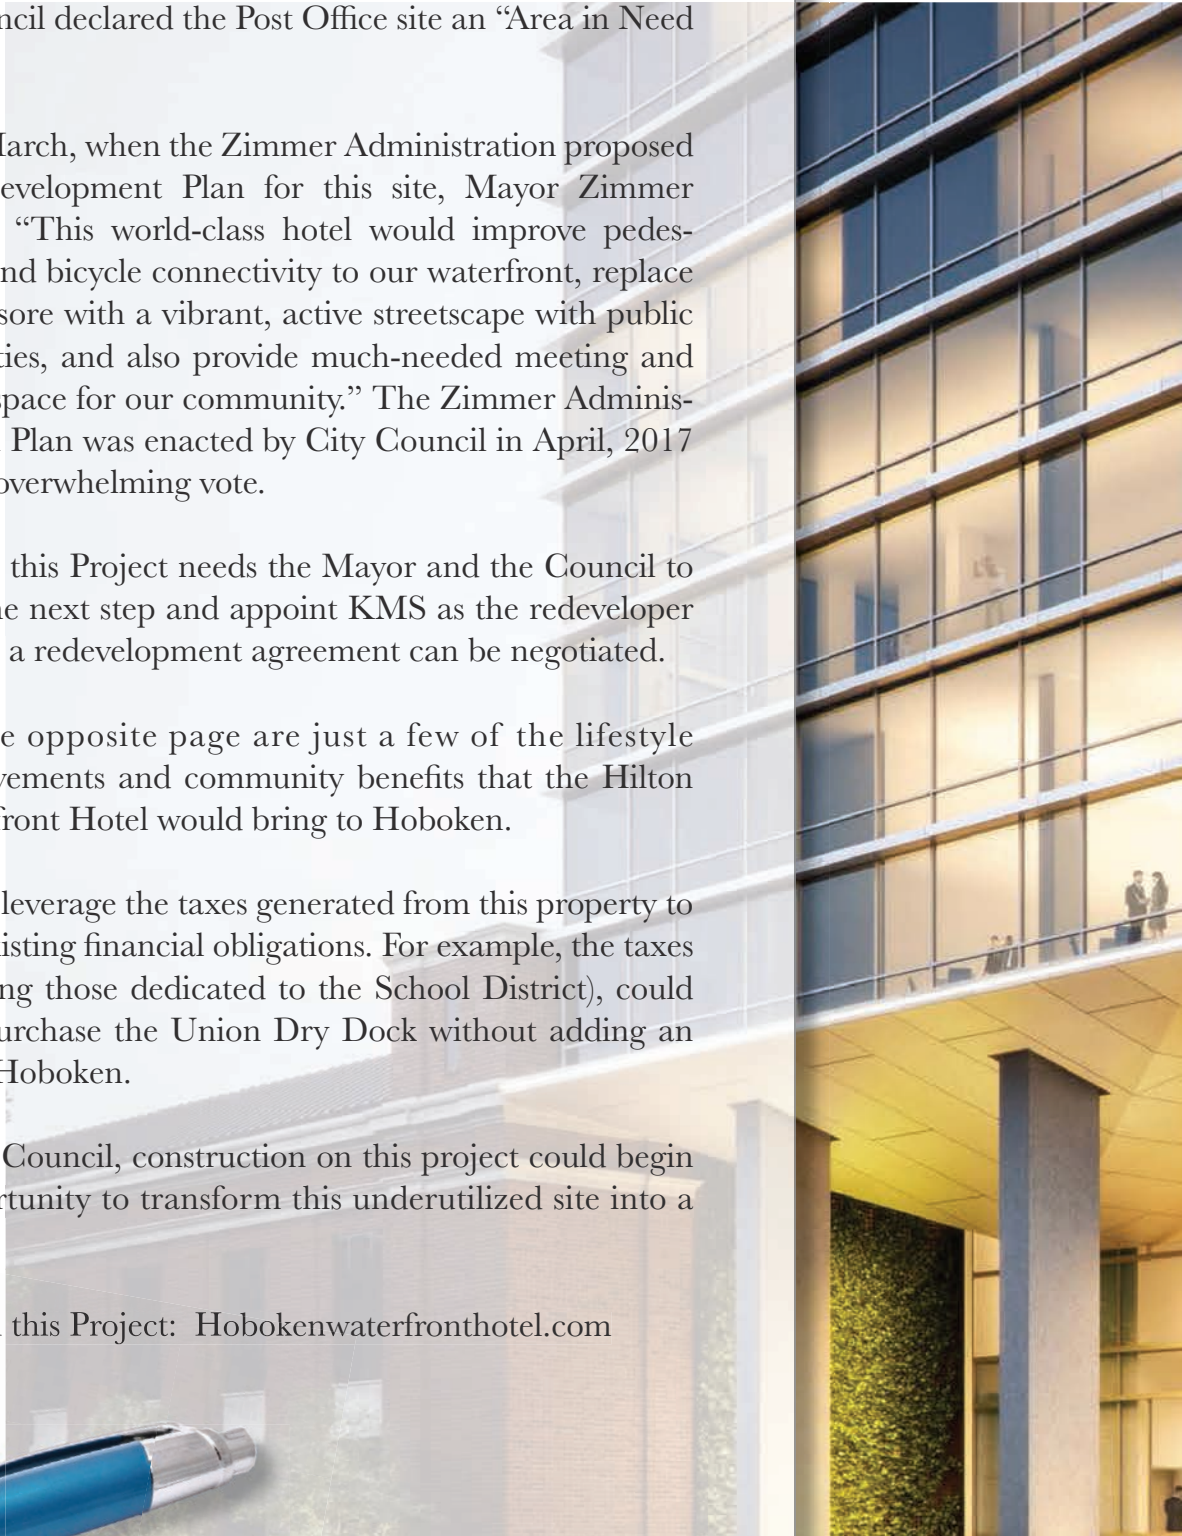 ncil declared the Post Office site an “Area in Need
March, when the Zimmer Administration proposed
evelopment Plan for this site, Mayor Zimmer
“This world-class hotel would improve pedes-
nd bicycle connectivity to our waterfront, replace
sore with a vibrant, active streetscape with public
ties, and also provide much-needed meeting and
space for our community.” The Zimmer Adminis-
Plan was enacted by City Council in April, 2017
overwhelming vote.
this Project needs the Mayor and the Council to
he next step and appoint KMS as the redeveloper
a redevelopment agreement can be negotiated.
e opposite page are just a few of the lifestyle
vements and community benefits that the Hilton
front Hotel would bring to Hoboken.
leverage the taxes generated from this property to
isting financial obligations. For example, the taxes
ng those dedicated to the School District), could
urchase the Union Dry Dock without adding an
Hoboken.
Council, construction on this project could begin
rtunity to transform this underutilized site into a
this Project: Hobokenwaterfronthotel.com